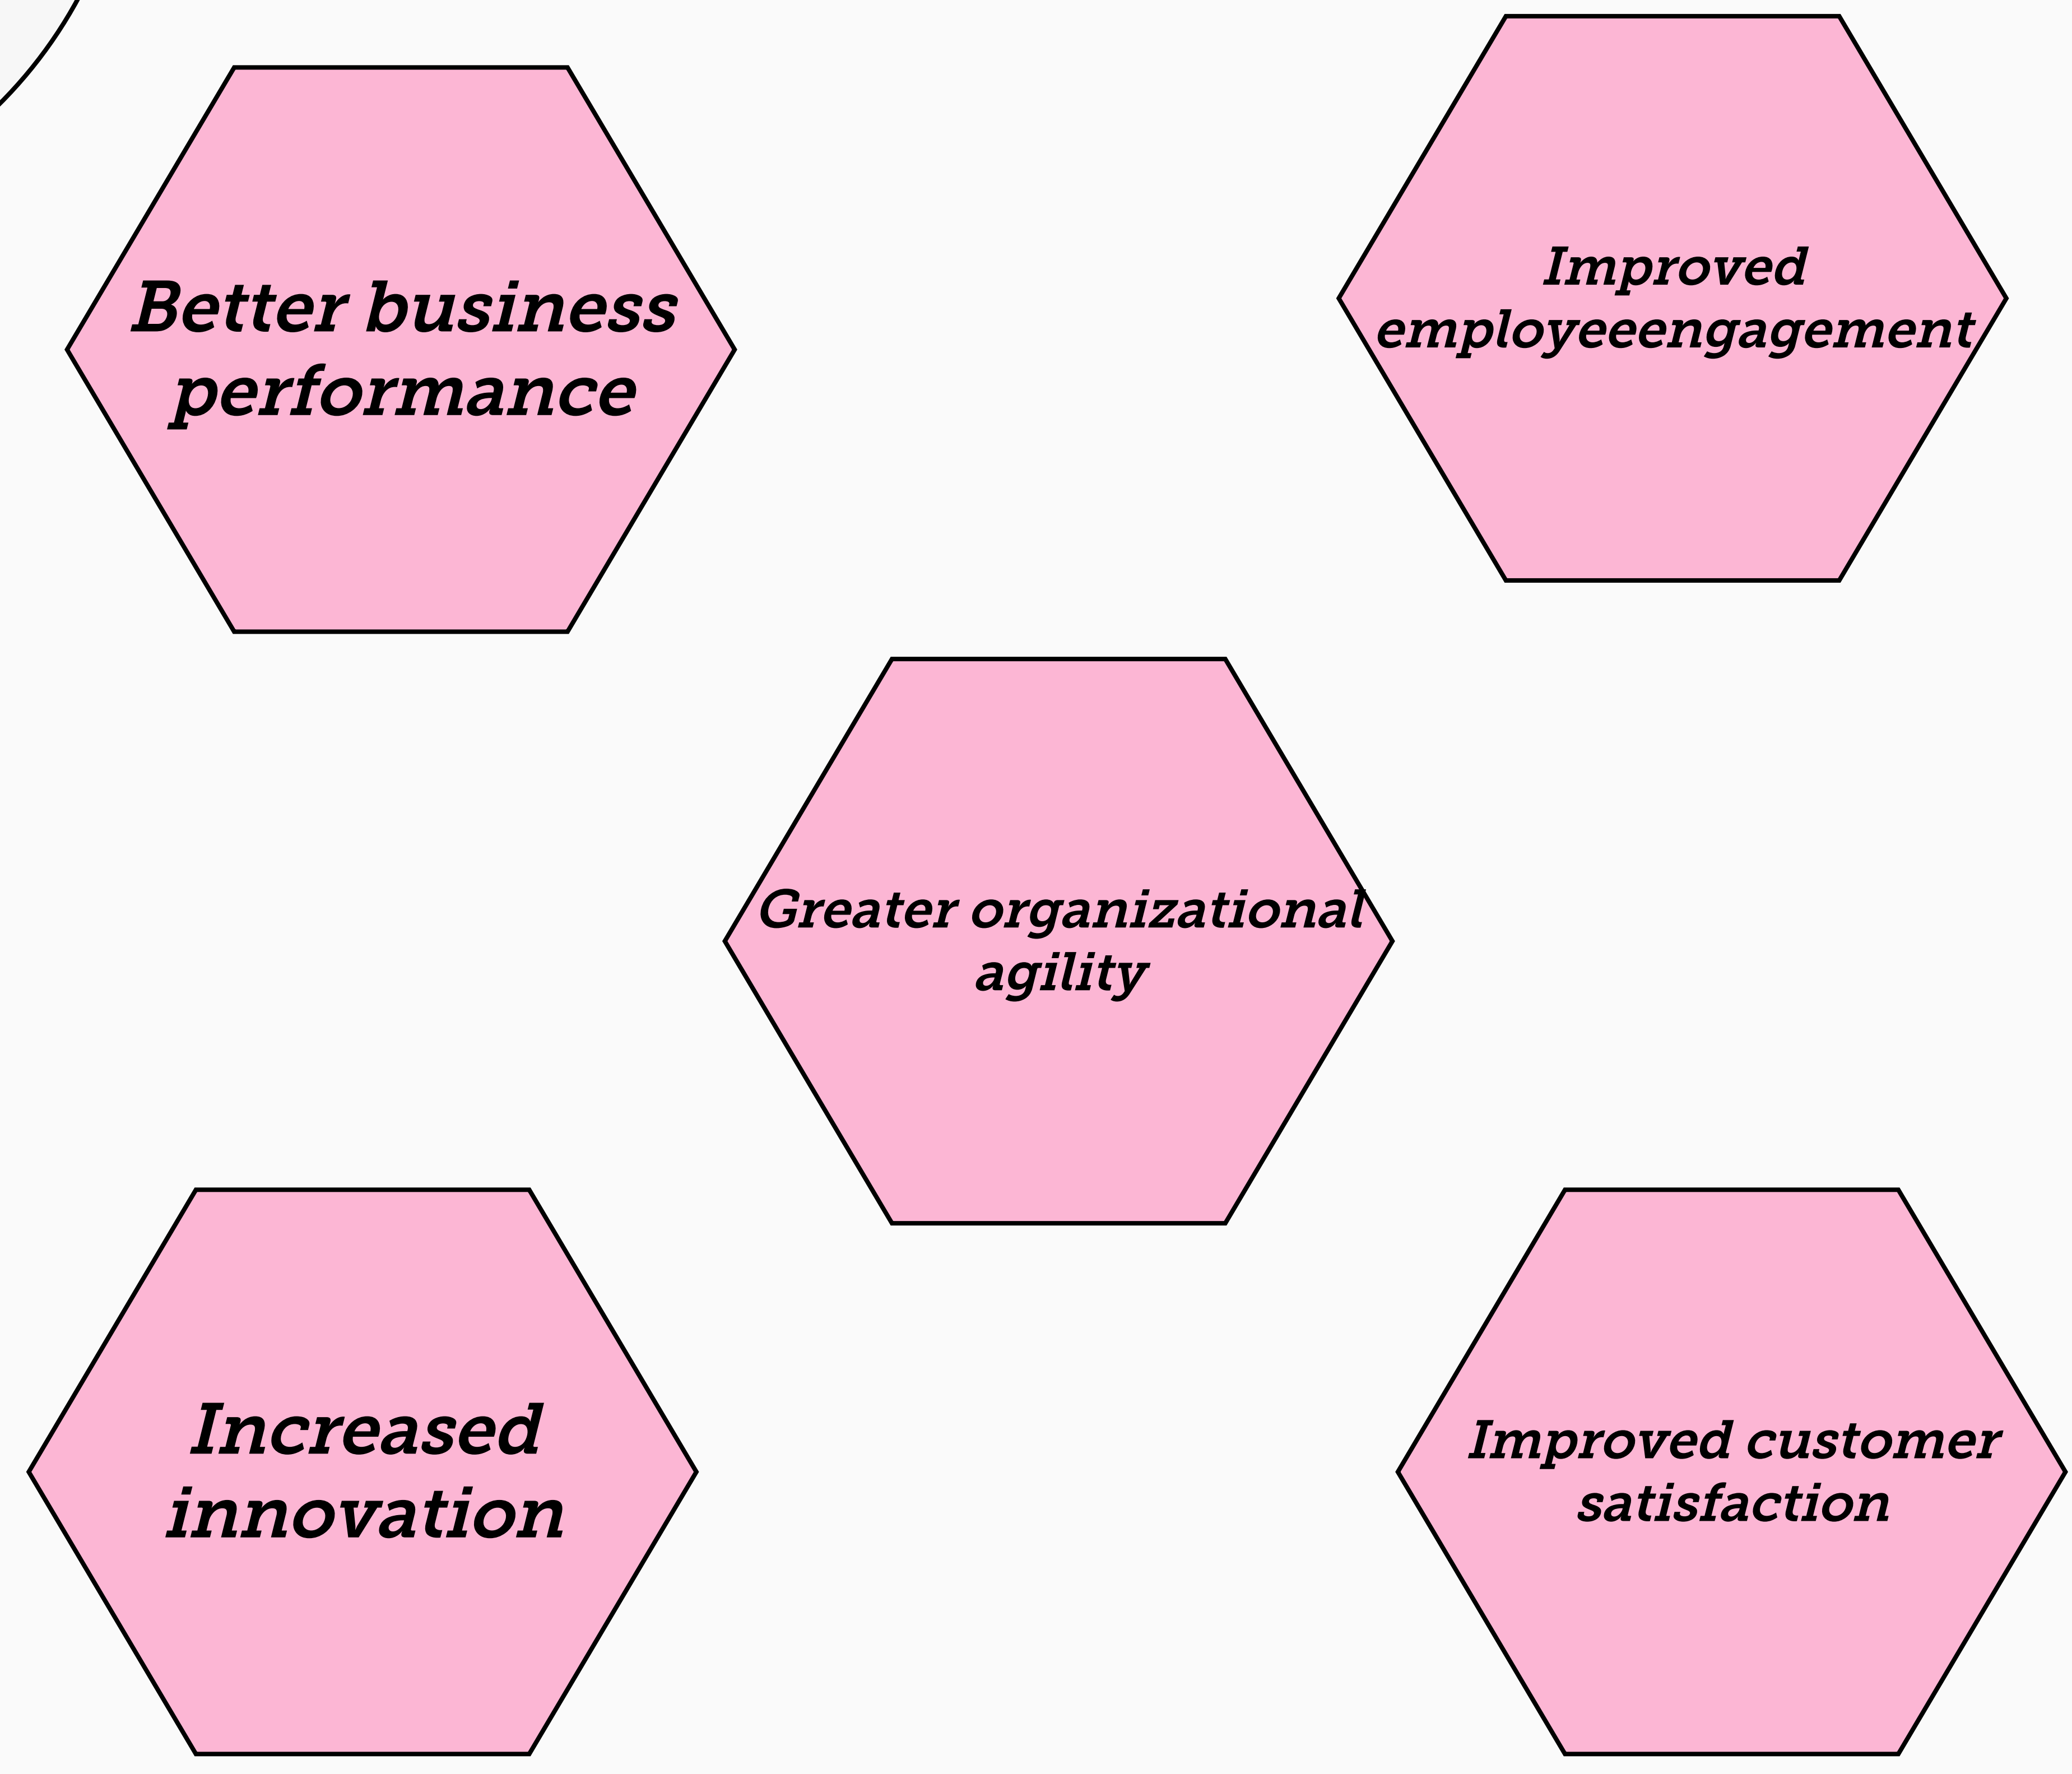 Better business
performance
Improved
employeeengagement
Greater organizational
agility
Increased
innovation
Improved customer
satisfaction